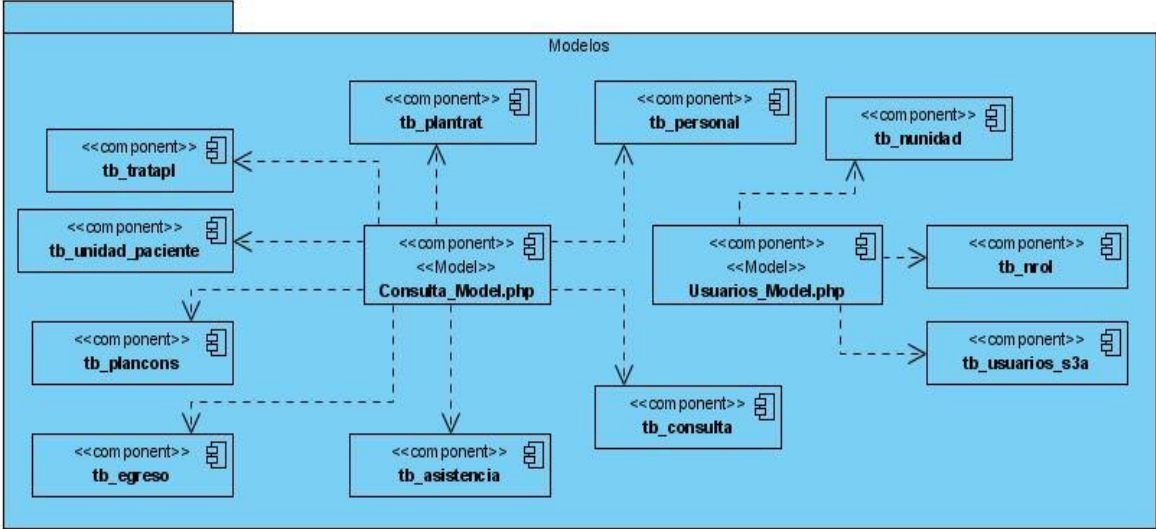 Modelos
<<component>>
tb_plantrat
<<component>>
tb_personal
<<component>>
tb_nunidad
<<component>>
tb_tratapl
<<component>>
tb_unidad_paciente
<<component>>
<<Model>>
Consulta_Model.php
<<component>>
<<Model>>
Usuarios_Model.php
<<component>>
tb_nrol
<<component>>
tb_plancons
<<component>>
tb_usuarios_s3a
<<component>>
tb_consulta
<<component>>
tb_egreso
<<component>>
tb_asistencia